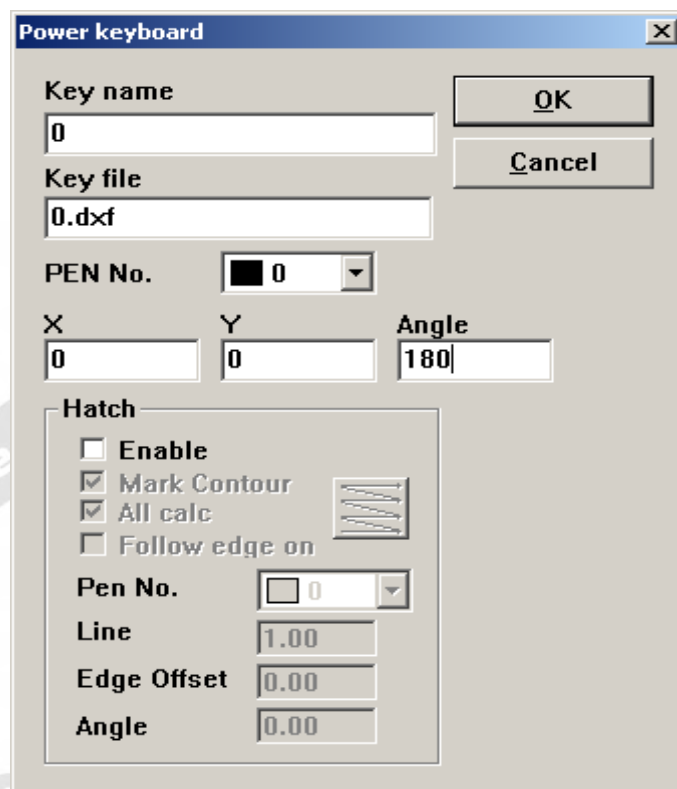 Power keyboard
Key name
OK
0
Cancel
Key file
0.dxf
PEN No. 0
X Y Angle
0 0 180
Hatch
Enable
Mark Contour
All calc
Follow edge on
Pen No. 0
Line 1.00
Edge Offset 0.00
Angle 0.00